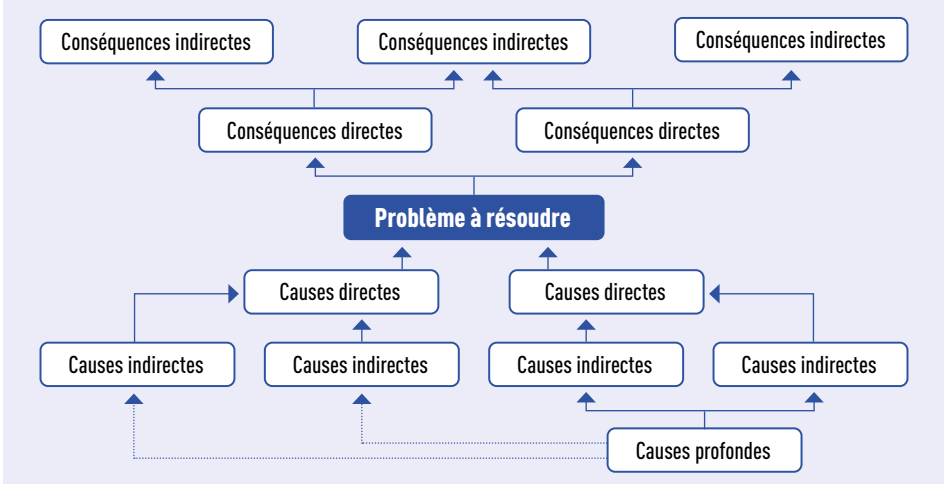 Conséquences indirectes
Conséquences indirectes
Conséquences indirectes
Conséquences directes
Conséquences directes
Problème à résoudre
Causes directes
Causes directes
Causes indirectes
Causes indirectes
Causes indirectes
Causes indirectes
Causes profondes